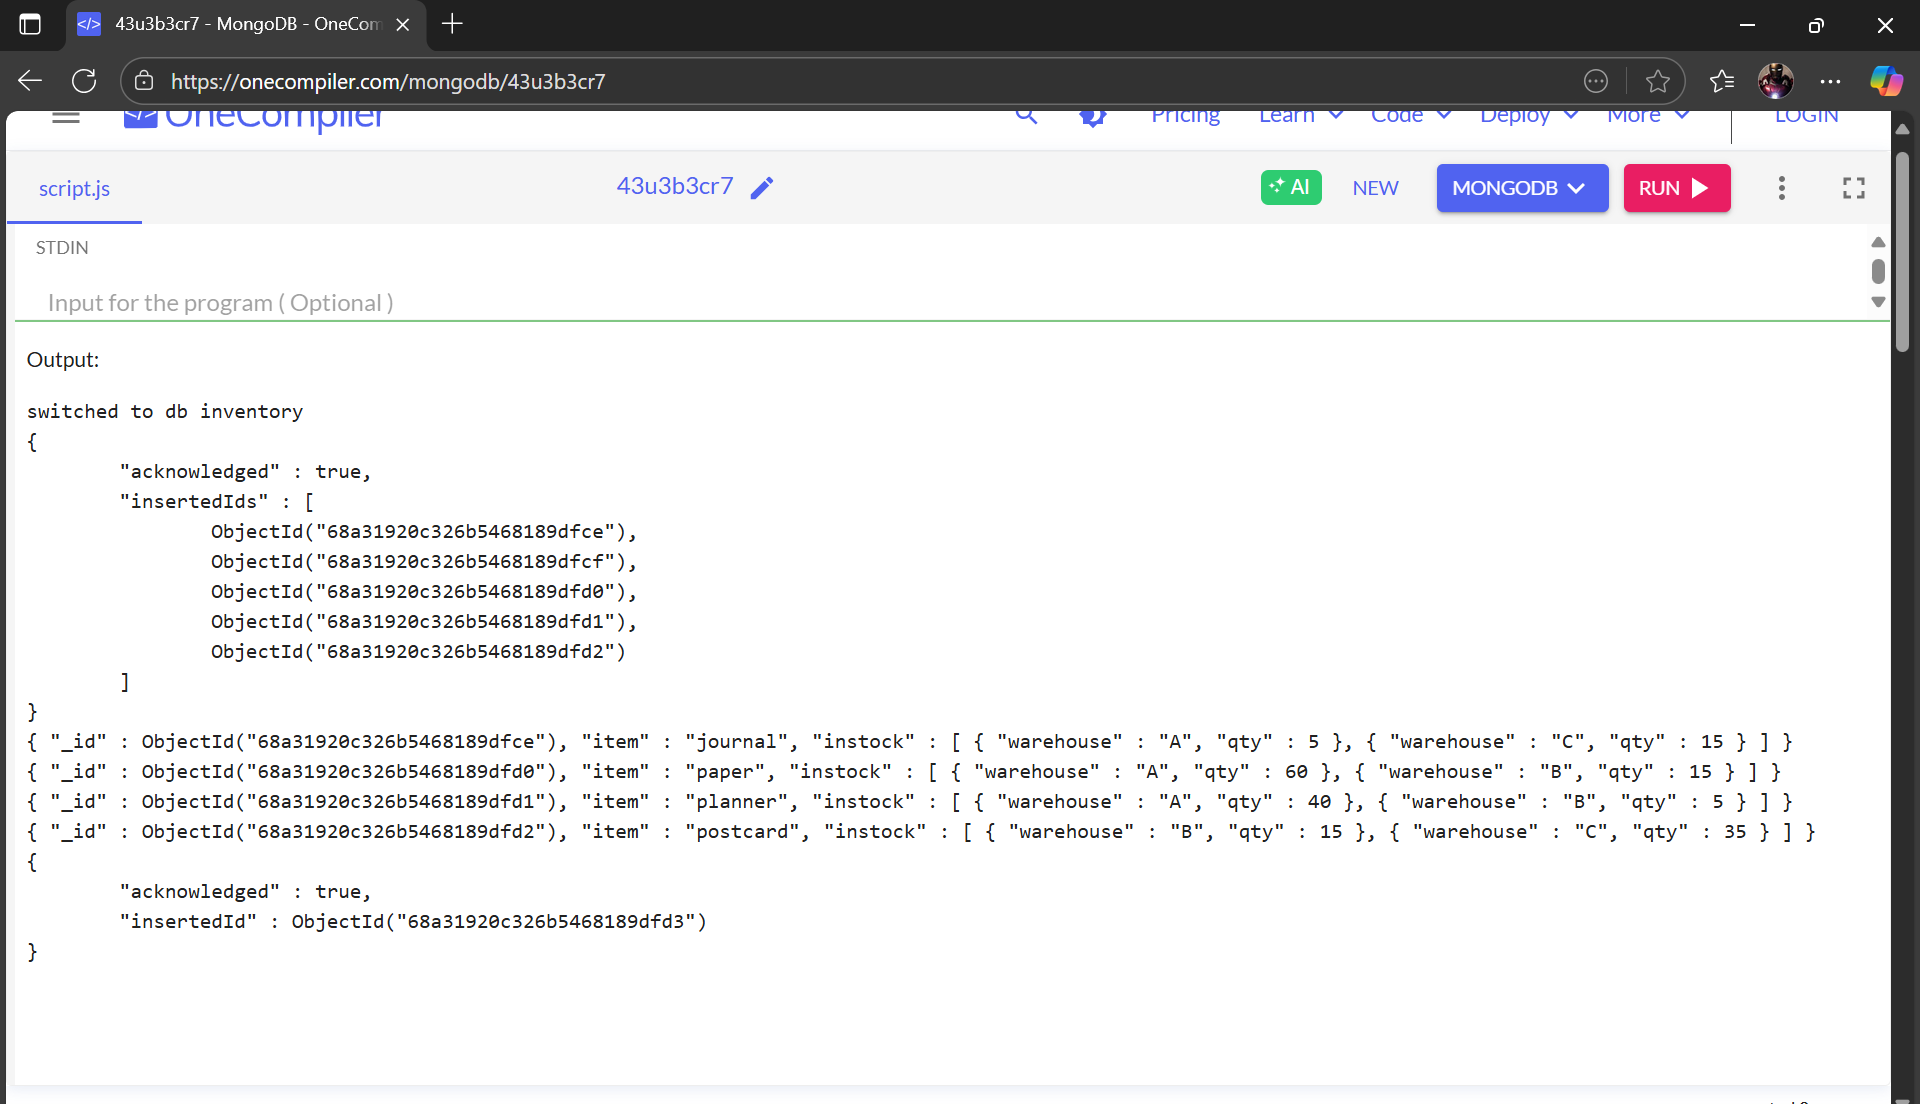 43u3b3cr7 - MongoDB - OneCom
https://onecompiler.com/mongodb/43u3b3cr7
OneCompiler Pricing Learn Code Deploy More LOGIN
script.js 43u3b3cr7 AI NEW MONGODB RUN
STDIN
Input for the program ( Optional )
Output:
switched to db inventory
{
"acknowledged" : true,
"insertedIds" : [
ObjectId("68a31920c326b5468189dfce"),
ObjectId("68a31920c326b5468189dfcf"),
ObjectId("68a31920c326b5468189dfd0"),
ObjectId("68a31920c326b5468189dfd1"),
ObjectId("68a31920c326b5468189dfd2")
]
}
{ "_id" : ObjectId("68a31920c326b5468189dfce"), "item" : "journal", "instock" : [ { "warehouse" : "A", "qty" : 5 }, { "warehouse" : "C", "qty" : 15 } ] }
{ "_id" : ObjectId("68a31920c326b5468189dfd0"), "item" : "paper", "instock" : [ { "warehouse" : "A", "qty" : 60 }, { "warehouse" : "B", "qty" : 15 } ] }
{ "_id" : ObjectId("68a31920c326b5468189dfd1"), "item" : "planner", "instock" : [ { "warehouse" : "A", "qty" : 40 }, { "warehouse" : "B", "qty" : 5 } ] }
{ "_id" : ObjectId("68a31920c326b5468189dfd2"), "item" : "postcard", "instock" : [ { "warehouse" : "B", "qty" : 15 }, { "warehouse" : "C", "qty" : 35 } ] }
{
"acknowledged" : true,
"insertedId" : ObjectId("68a31920c326b5468189dfd3")
}